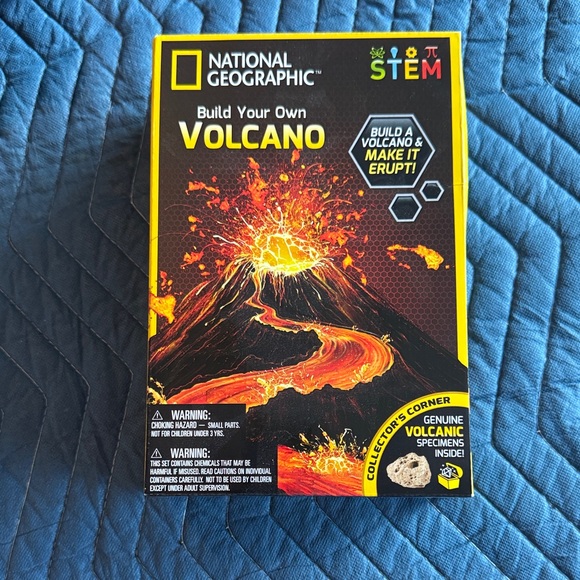 NATIONAL
GEOGRAPHIC™
STEM
Build Your Own
VOLCANO
BUILD A
VOLCANO &
MAKE IT
ERUPT!
WARNING:
CHOKING HAZARD — SMALL PARTS.
NOT FOR CHILDREN UNDER 3 YRS.
WARNING:
THIS SET CONTAINS CHEMICALS THAT MAY BE
HARMFUL IF MISUSED. READ CAUTIONS ON INDIVIDUAL
CONTAINERS CAREFULLY. NOT TO BE USED BY CHILDREN
EXCEPT UNDER ADULT SUPERVISION.
COLLECTOR'S CORNER
GENUINE
VOLCANIC
SPECIMENS
INSIDE!